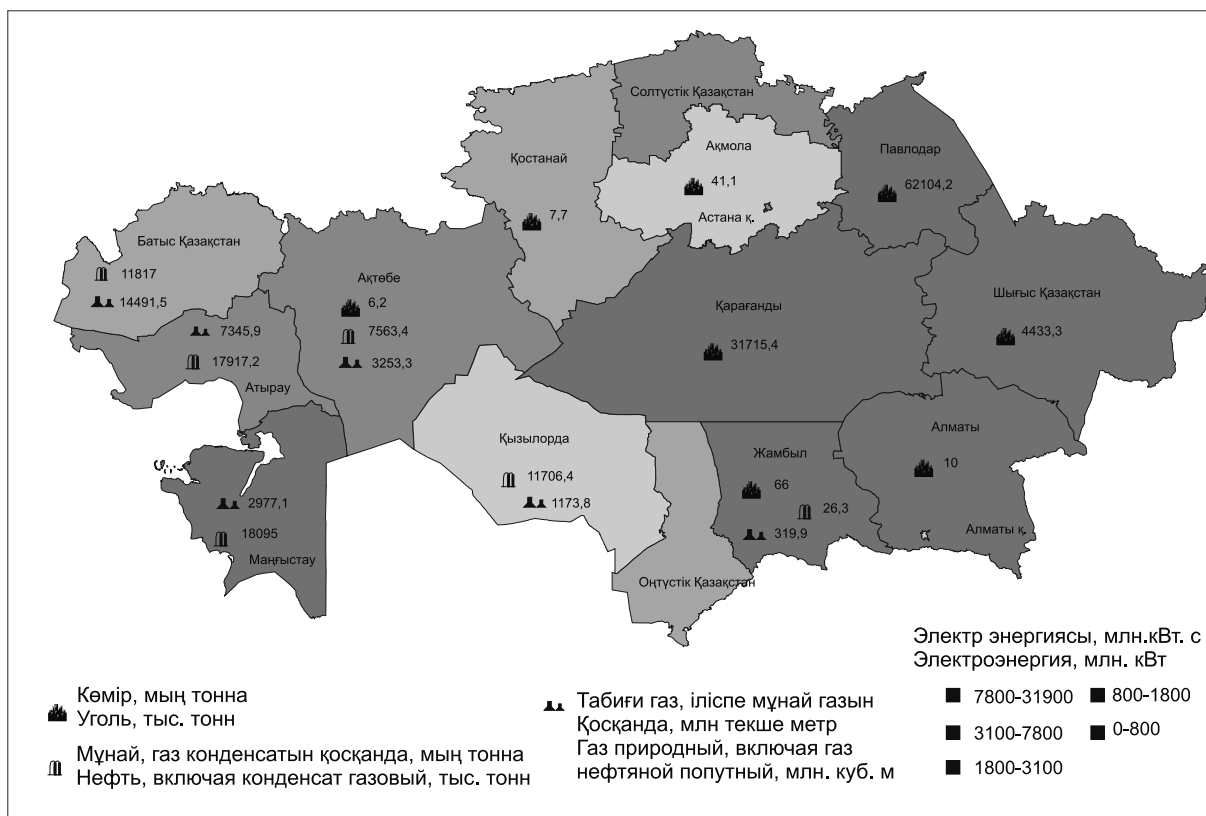 Солтүстік Қазақстан
Қостанай
7,7
Ақмола
41,1
Астана қ.
Павлодар
62104,2
Батыс Қазақстан
11817
14491,5
Ақтөбе
6,2
7563,4
3253,3
Қарағанды
31715,4
Шығыс Қазақстан
4433,3
7345,9
17917,2
Атырау
Қызылорда
11706,4
1173,8
Жамбыл
66
26,3
319,9
Алматы
10
Алматы қ.
2977,1
18095
Маңғыстау
Оңтүстік Қазақстан
Көмір, мың тонна
Уголь, тыс. тонн
Мұнай, газ конденсатын қосқанда, мың тонна
Нефть, включая конденсат газовый, тыс. тонн
Табиғи газ, іліспе мұнай газын
Қосқанда, млн текше метр
Газ природный, включая газ
нефтяной попутный, млн. куб. м
Электр энергиясы, млн.кВт. с
Электроэнергия, млн. кВт
7800-31900
3100-7800
1800-3100
800-1800
0-800